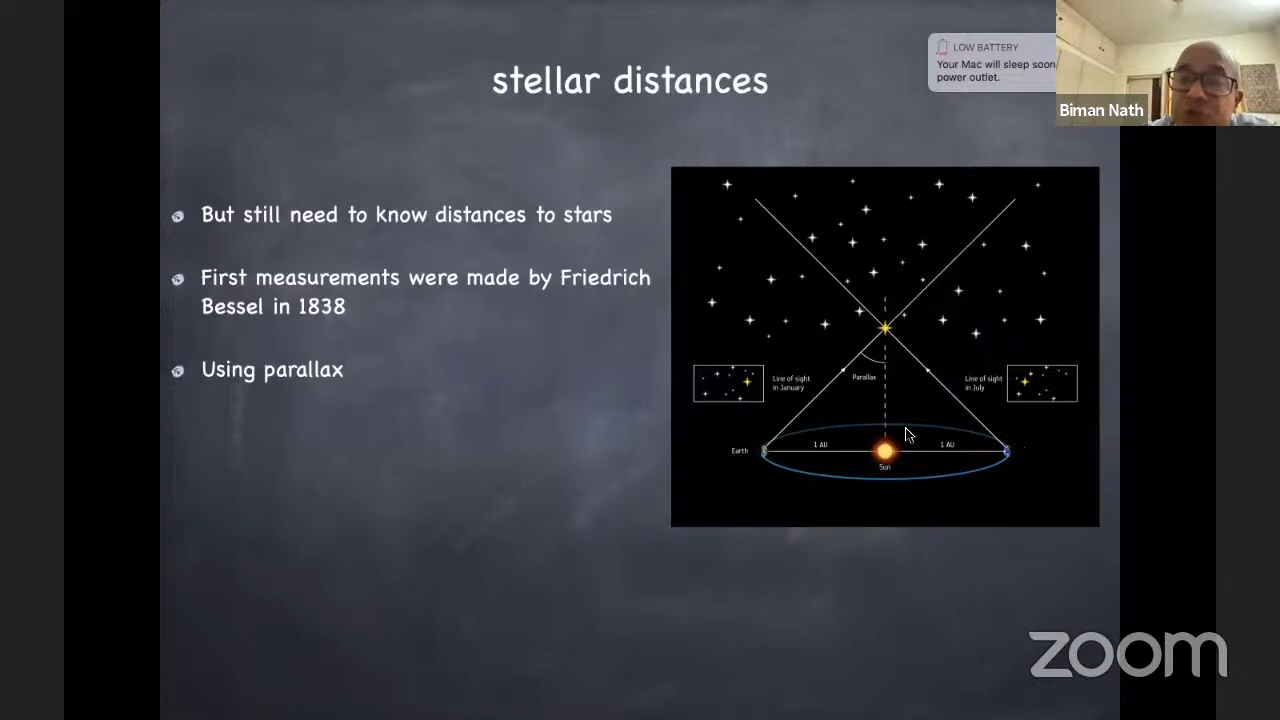 stellar distances
LOW BATTERY
Your Mac will sleep soon
power outlet.
Biman Nath
But still need to know distances to stars
First measurements were made by Friedrich
Bessel in 1838
Using parallax
Parallax
Line of sight
in January
Line of sight
in July
Earth
1 AU
1 AU
Sun
zoom